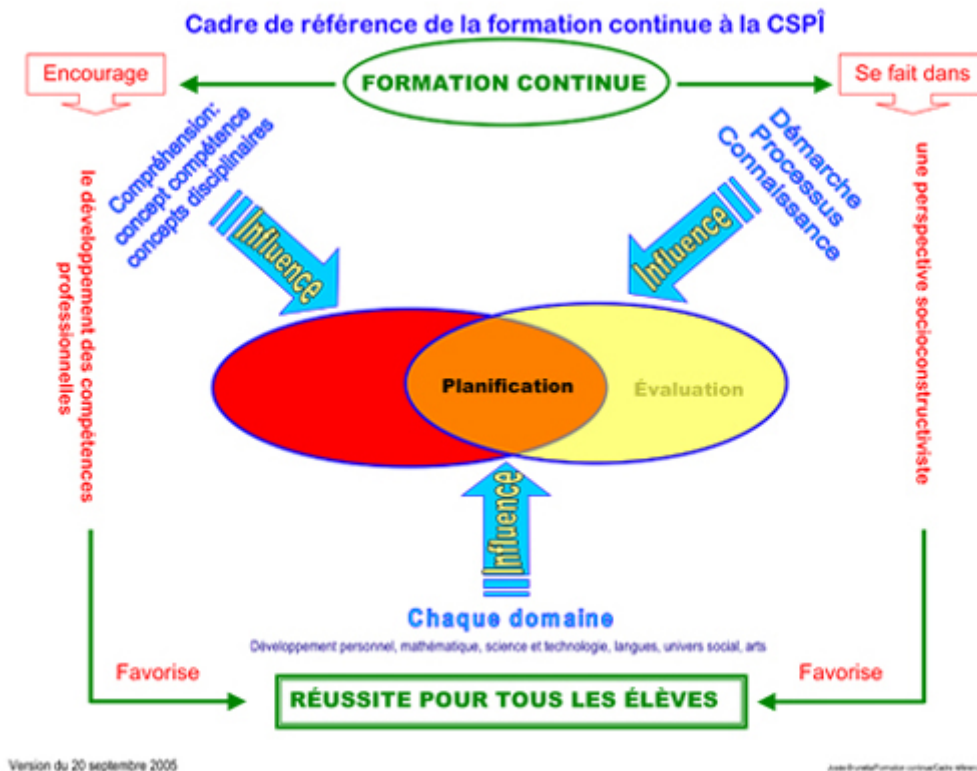 Cadre de référence de la formation continue à la CSPÎ
Encourage
FORMATION CONTINUE
Se fait dans
Compréhension:
concept compétence
concepts disciplinaires
Démarche
Processus
Connaissance
le développement des compétences
professionnelles
une perspective socioconstructiviste
Influence
Influence
Planification
Évaluation
Influence
Chaque domaine
Développement personnel, mathématique, science et technologie, langues, univers social, arts
Favorise
Favorise
RÉUSSITE POUR TOUS LES ÉLÈVES
Version du 20 septembre 2005